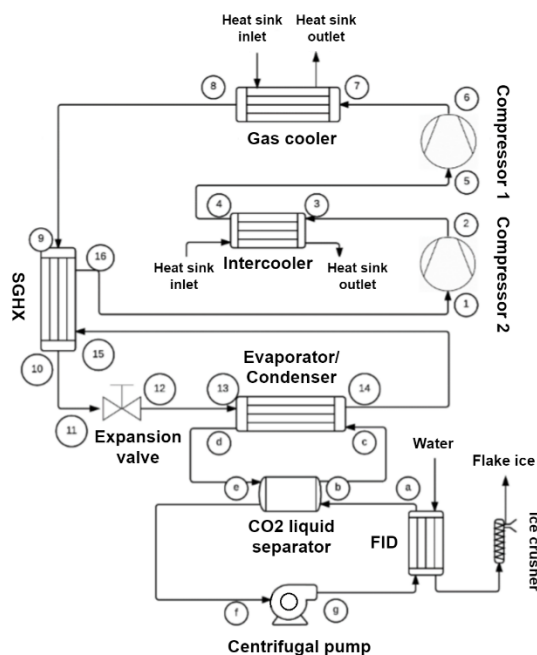 Heat sink
inlet
Heat sink
outlet
8
7
6
Gas cooler
Compressor 1
5
4
3
2
9
16
Heat sink
inlet
Intercooler
Heat sink
outlet
Compressor 2
1
SGHX
10
15
Evaporator/
Condenser
12
13
14
11
Expansion
valve
d
c
Water
Flake ice
e
b
a
CO2 liquid
separator
FID
Ice crusher
f
g
Centrifugal pump